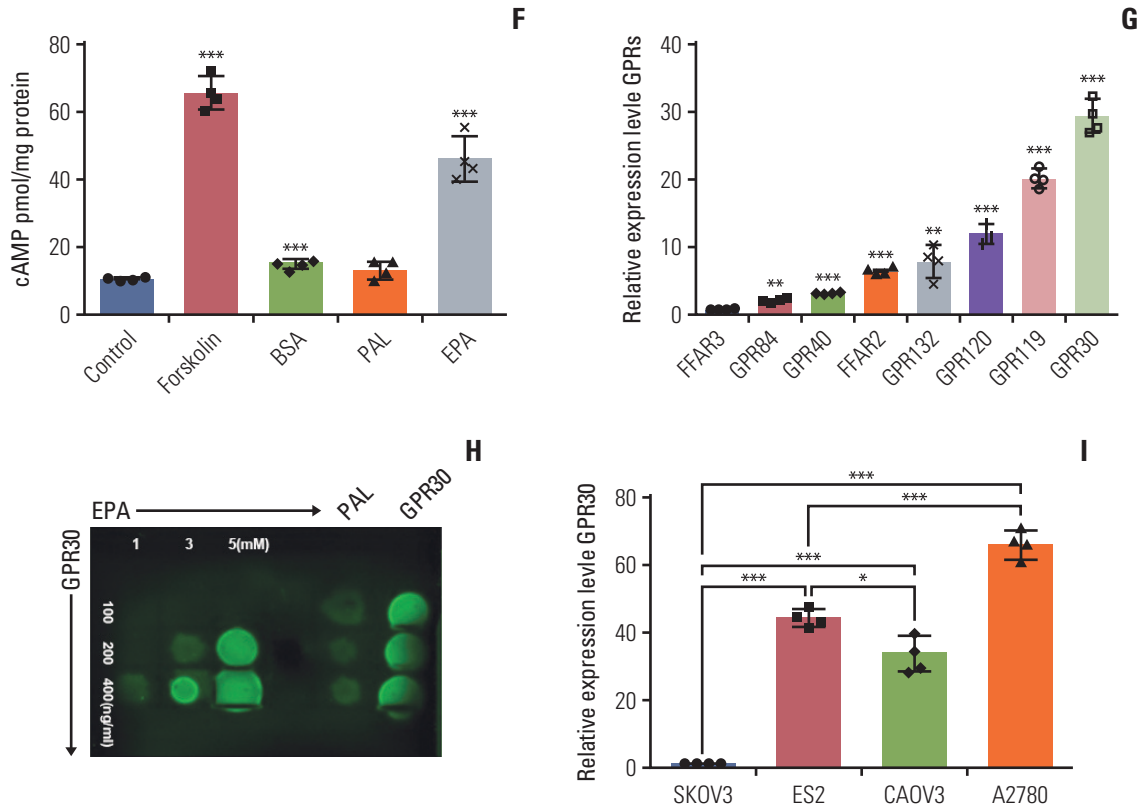 F
cAMP pmol/mg protein
80
60
40
20
0
***
***
***
Control
Forskolin
BSA
PAL
EPA
G
Relative expression levle GPRs
40
30
20
10
0
**
***
***
**
***
***
***
FFAR3
GPR84
GPR40
FFAR2
GPR132
GPR120
GPR119
GPR30
H
EPA
PAL
GPR30
GPR30
1 3 5(mM)
100
200
400(ng/ml)
I
Relative expression levle GPR30
80
60
40
20
0
***
***
***
***
*
SKOV3
ES2
CAOV3
A2780